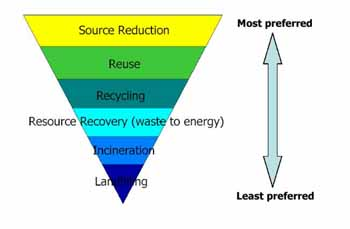 Source Reduction
Most preferred
Reuse
Recycling
Resource Recovery (waste to energy)
Incineration
Landfilling
Least preferred